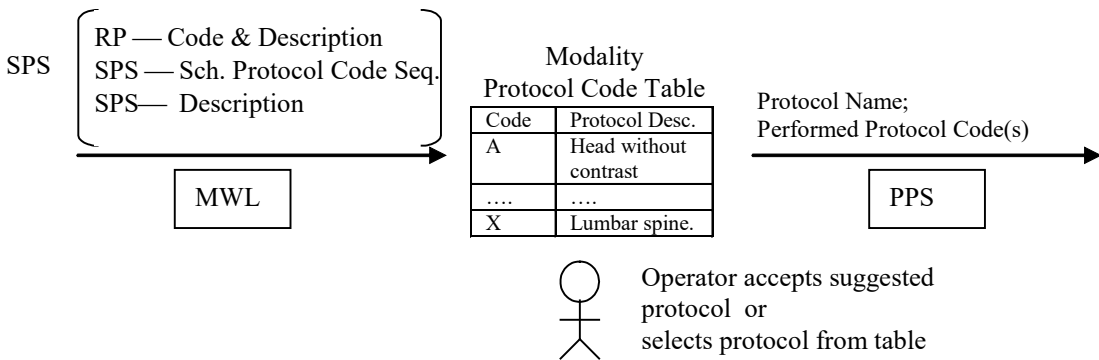 SPS
RP — Code & Description
SPS — Sch. Protocol Code Seq.
SPS— Description
MWL
Modality
Protocol Code Table
Code Protocol Desc.
A Head without
contrast
…. ….
X Lumbar spine.
Protocol Name;
Performed Protocol Code(s)
PPS
Operator accepts suggested
protocol or
selects protocol from table